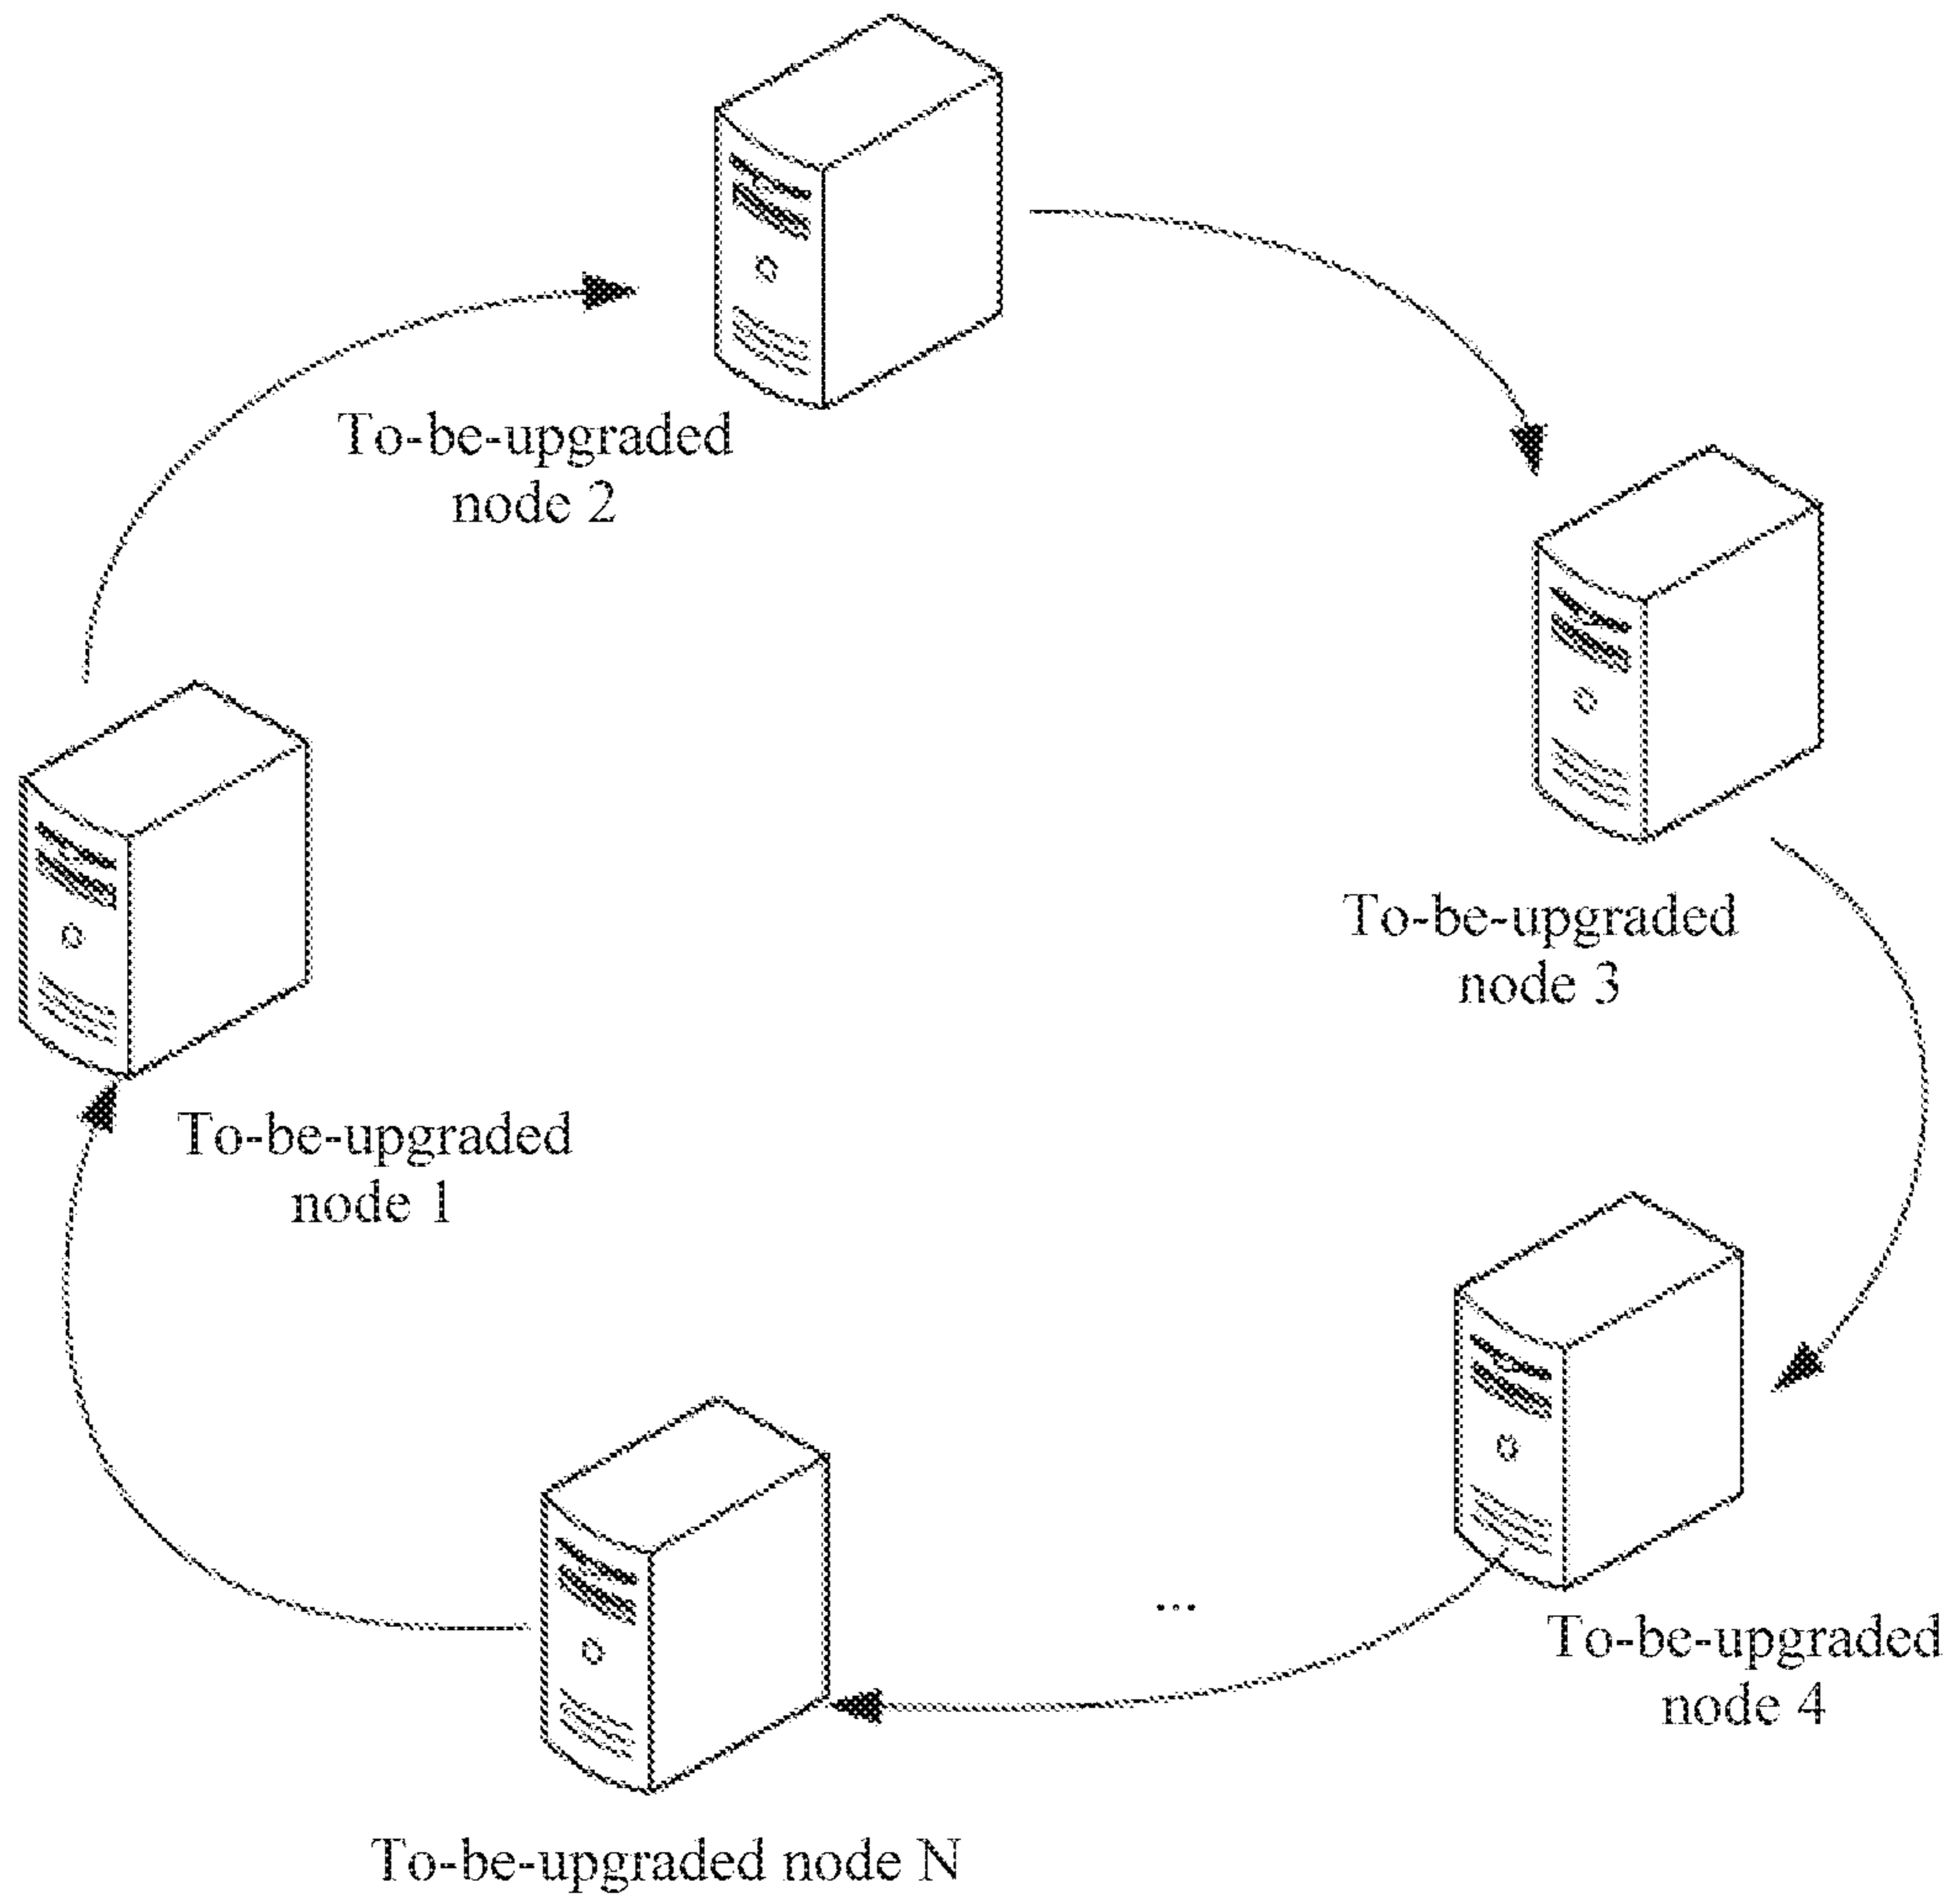 To-be-upgraded
node 2
To-be-upgraded
node 3
To-be-upgraded
node 1
...
To-be-upgraded
node 4
To-be-upgraded node N